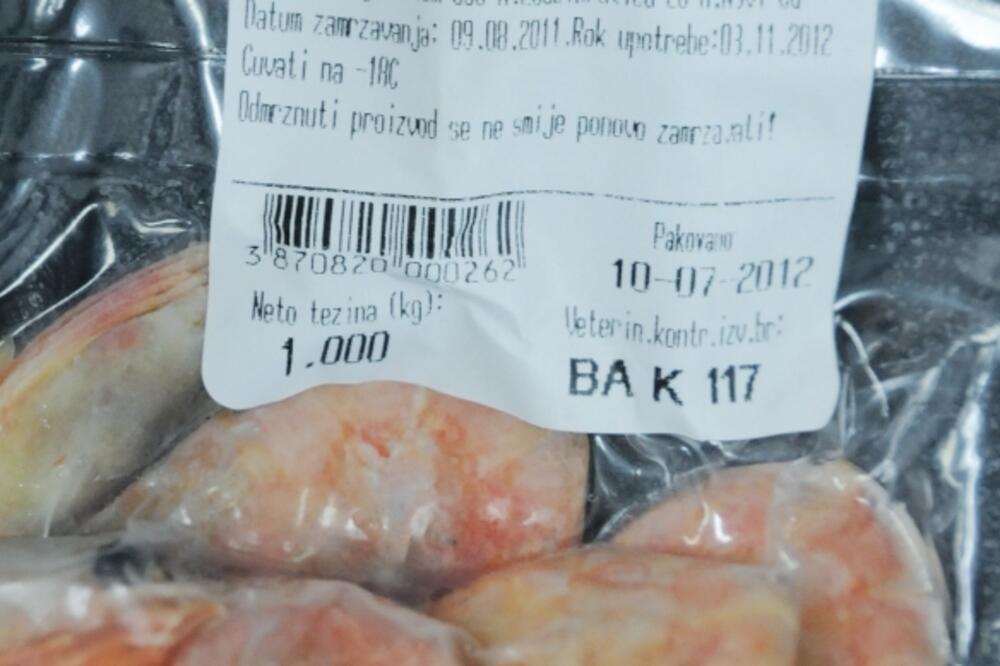 Datum zamrzavanja: 09.08.2011.Rok upotrebe:03.11.2012
Cuvati na -18C
Odmrznuti proizvod se ne smije ponovo zamrzavati!
3 870820 000262
Pakovano
10-07-2012
Neto tezina (kg):
1.000
Veterin.kontr.izv.br:
BA K 117